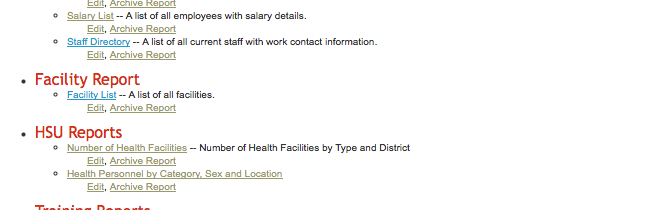 Edit, Archive Report
Salary List -- A list of all employees with salary details.
Edit, Archive Report
Staff Directory -- A list of all current staff with work contact information.
Edit, Archive Report
Facility Report
Facility List -- A list of all facilities.
Edit, Archive Report
HSU Reports
Number of Health Facilities -- Number of Health Facilities by Type and District
Edit, Archive Report
Health Personnel by Category, Sex and Location
Edit, Archive Report
Training Reports